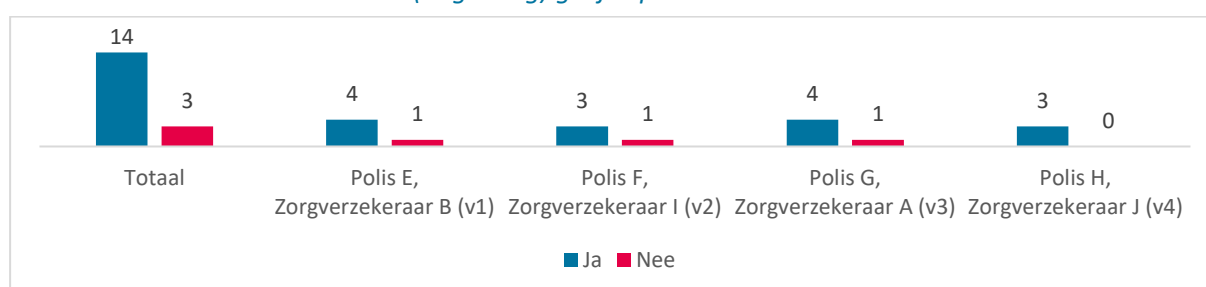 14
3
4
1
3
1
4
1
3
0
Totaal
Polis E,
Zorgverzekeraar B (v1)
Polis F,
Zorgverzekeraar I (v2)
Polis G,
Zorgverzekeraar A (v3)
Polis H,
Zorgverzekeraar J (v4)
Ja
Nee